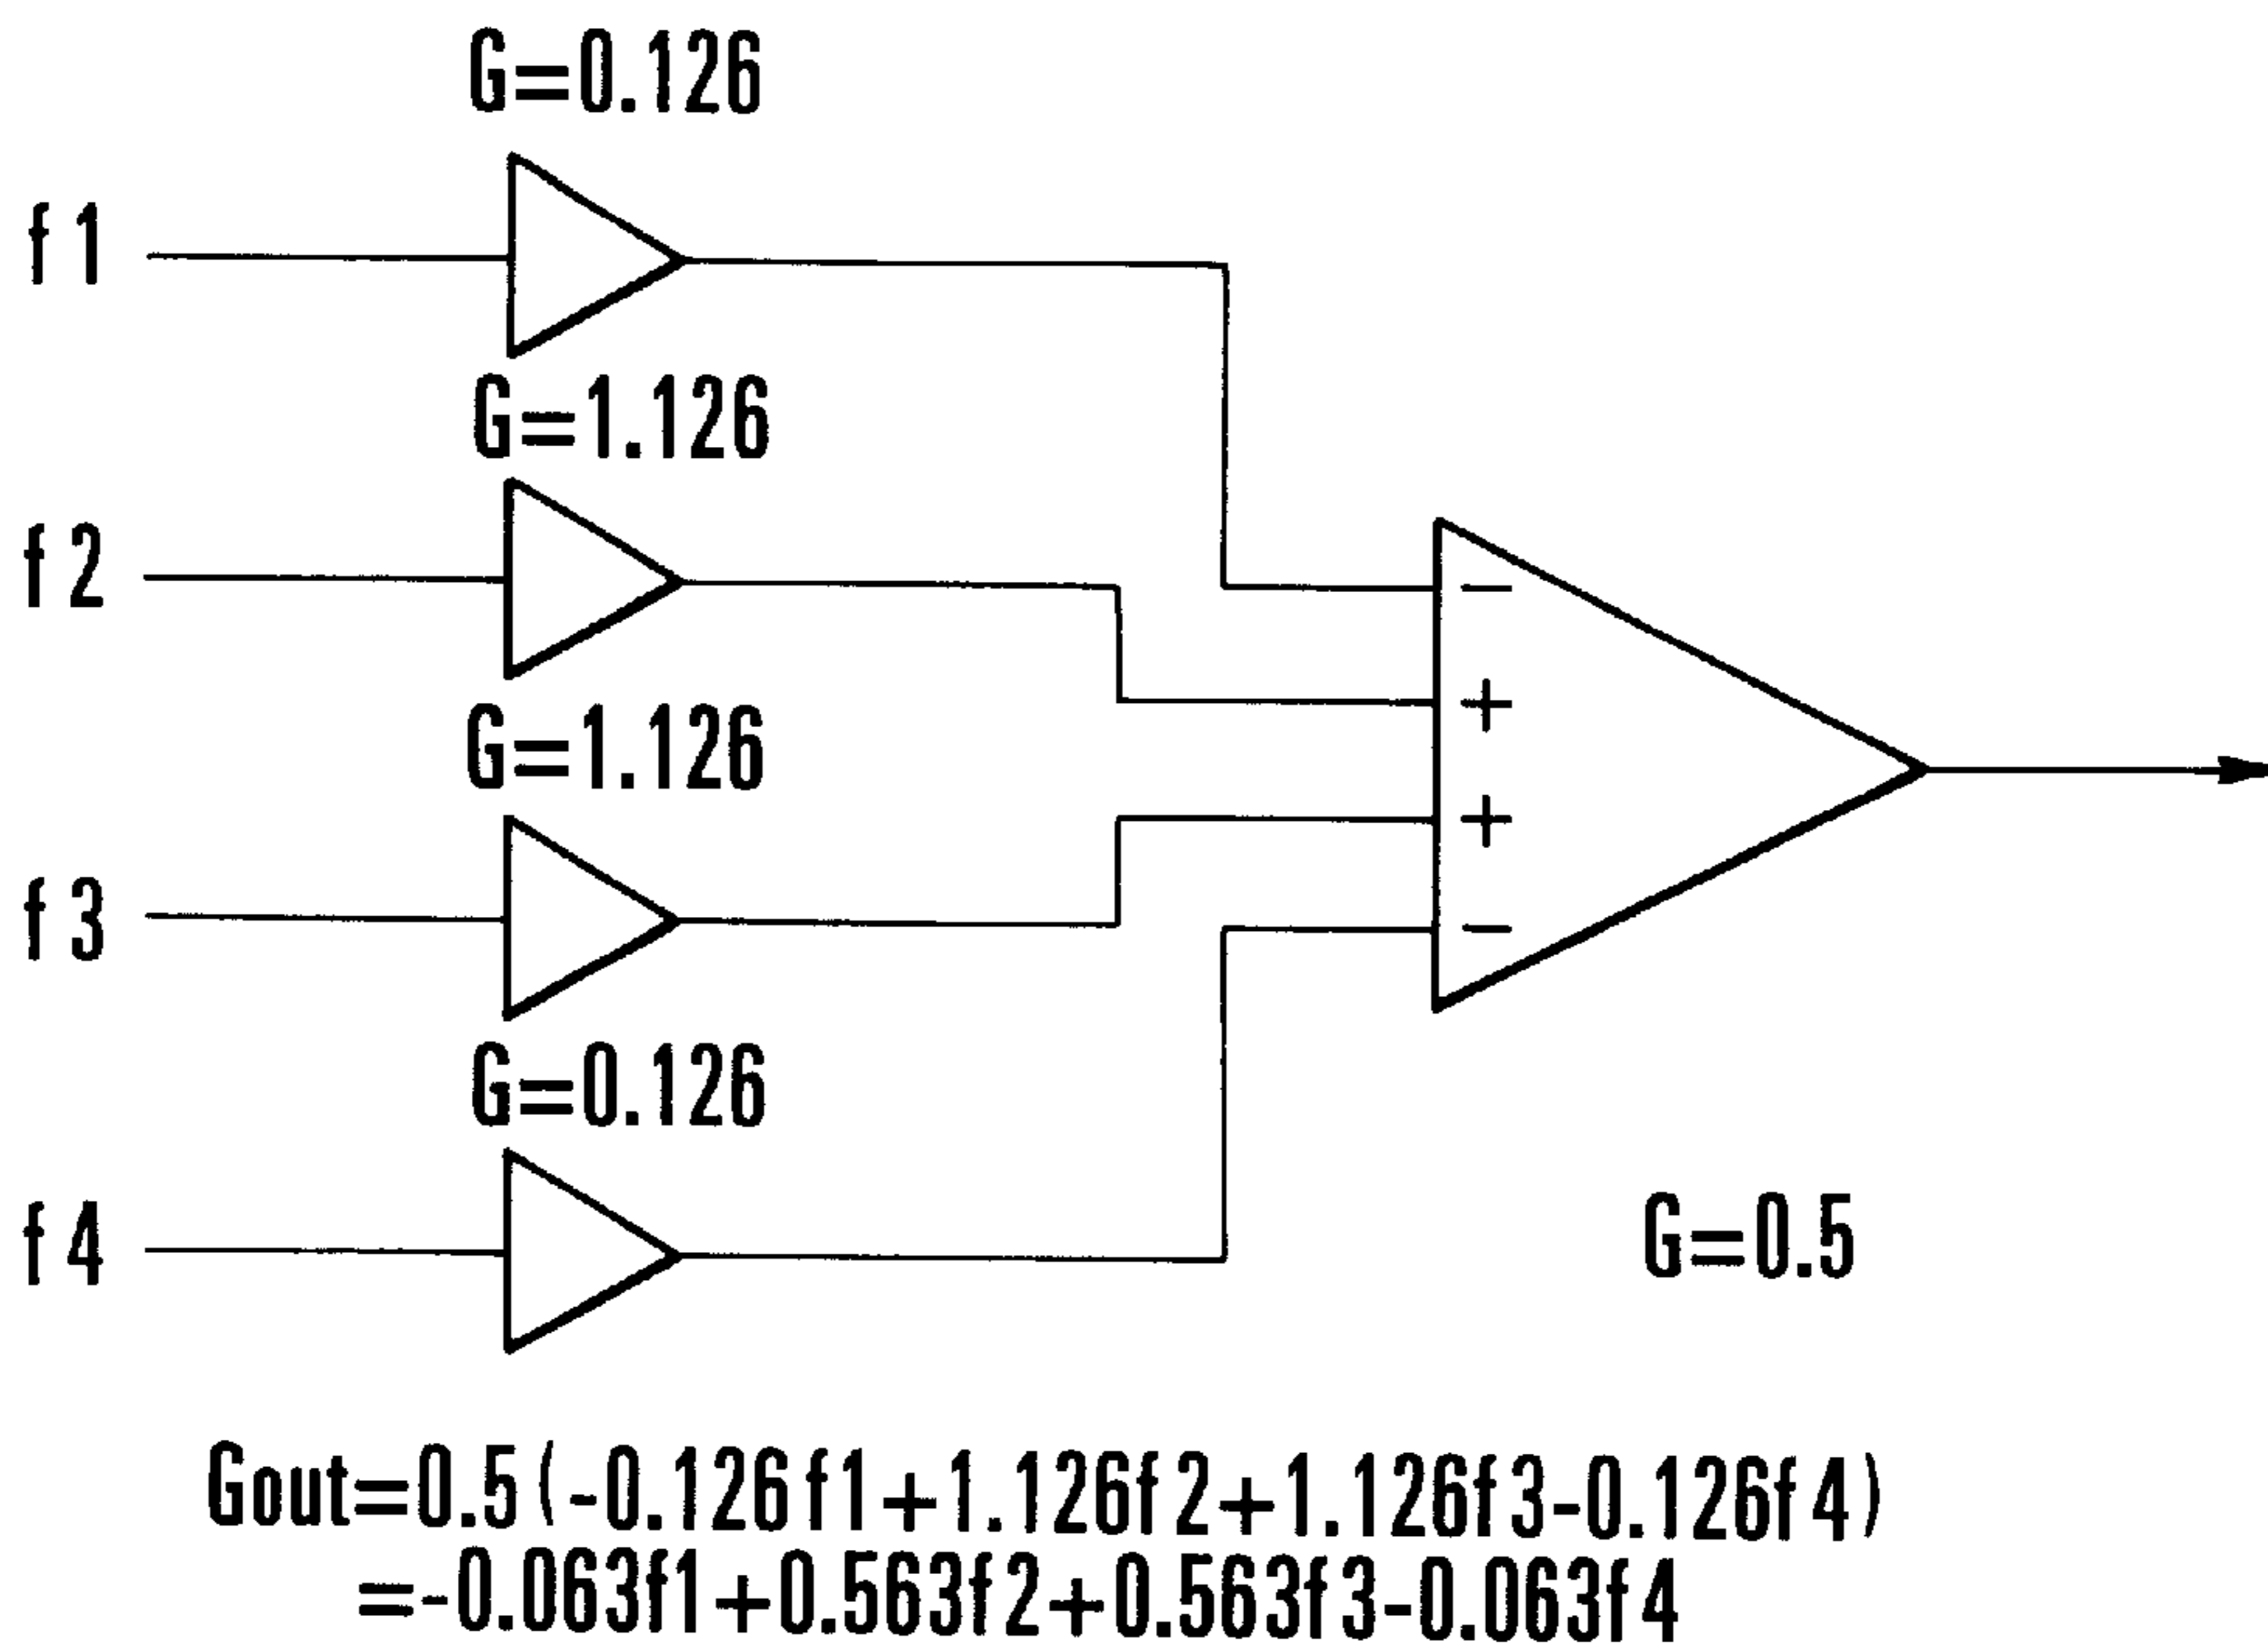 G=0.126
f1
G=1.126
f2
−
+
G=1.126
+
f3
−
G=0.126
f4
G=0.5
Gout=0.5(-0.126f1+1.126f2+1.126f3-0.126f4)
=-0.063f1+0.563f2+0.563f3-0.063f4